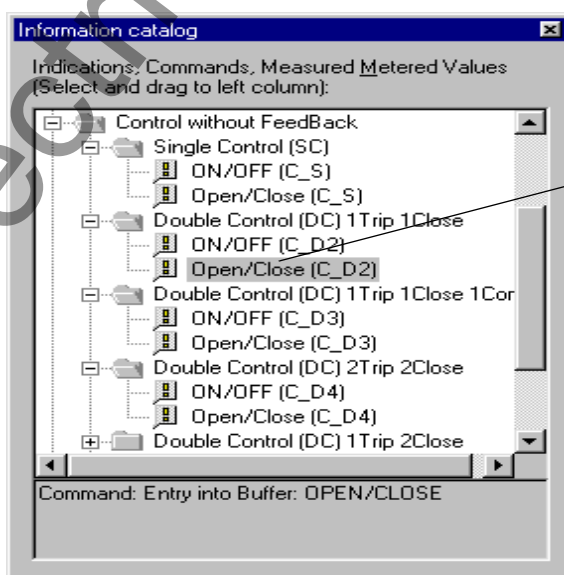 Information catalog
Indications, Commands, Measured Metered Values
(Select and drag to left column):
Control without FeedBack
Single Control (SC)
ON/OFF (C_S)
Open/Close (C_S)
Double Control (DC) 1Trip 1Close
ON/OFF (C_D2)
Open/Close (C_D2)
Double Control (DC) 1Trip 1Close 1Cor
ON/OFF (C_D3)
Open/Close (C_D3)
Double Control (DC) 2Trip 2Close
ON/OFF (C_D4)
Open/Close (C_D4)
Double Control (DC) 1Trip 2Close
Command: Entry into Buffer: OPEN/CLOSE